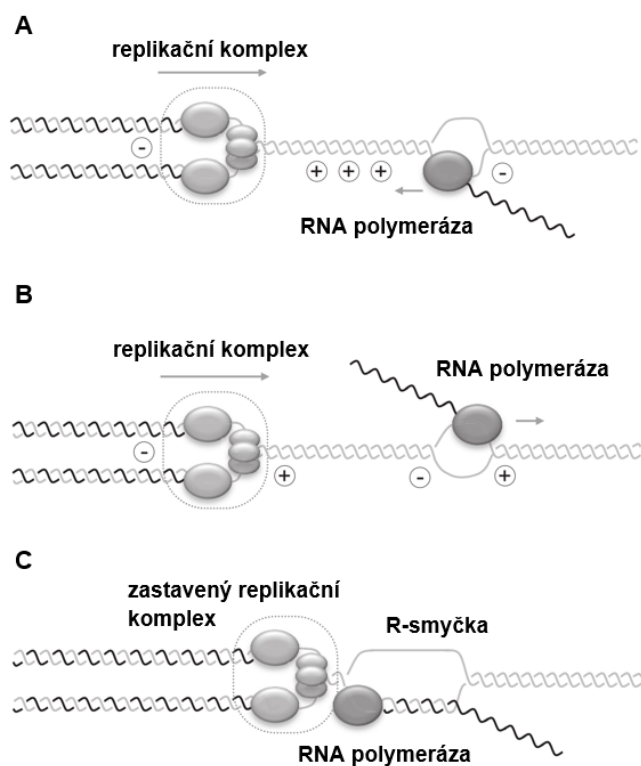 A
replikační komplex
-
+ + +
-
RNA polymeráza
B
replikační komplex
RNA polymeráza
-
+
-
+
C
zastavený replikační
komplex
R-smyčka
RNA polymeráza